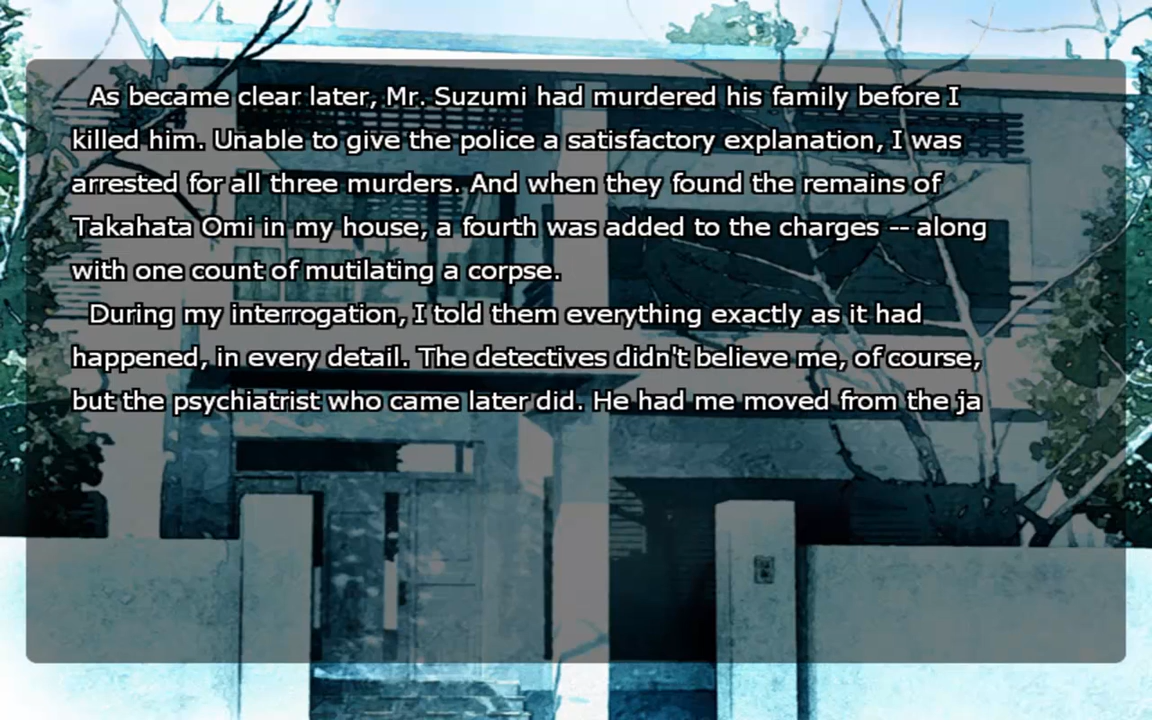 As became clear later, Mr. Suzumi had murdered his family before I
killed him. Unable to give the police a satisfactory explanation, I was
arrested for all three murders. And when they found the remains of
Takahata Omi in my house, a fourth was added to the charges -- along
with one count of mutilating a corpse.
During my interrogation, I told them everything exactly as it had
happened, in every detail. The detectives didn't believe me, of course,
but the psychiatrist who came later did. He had me moved from the ja